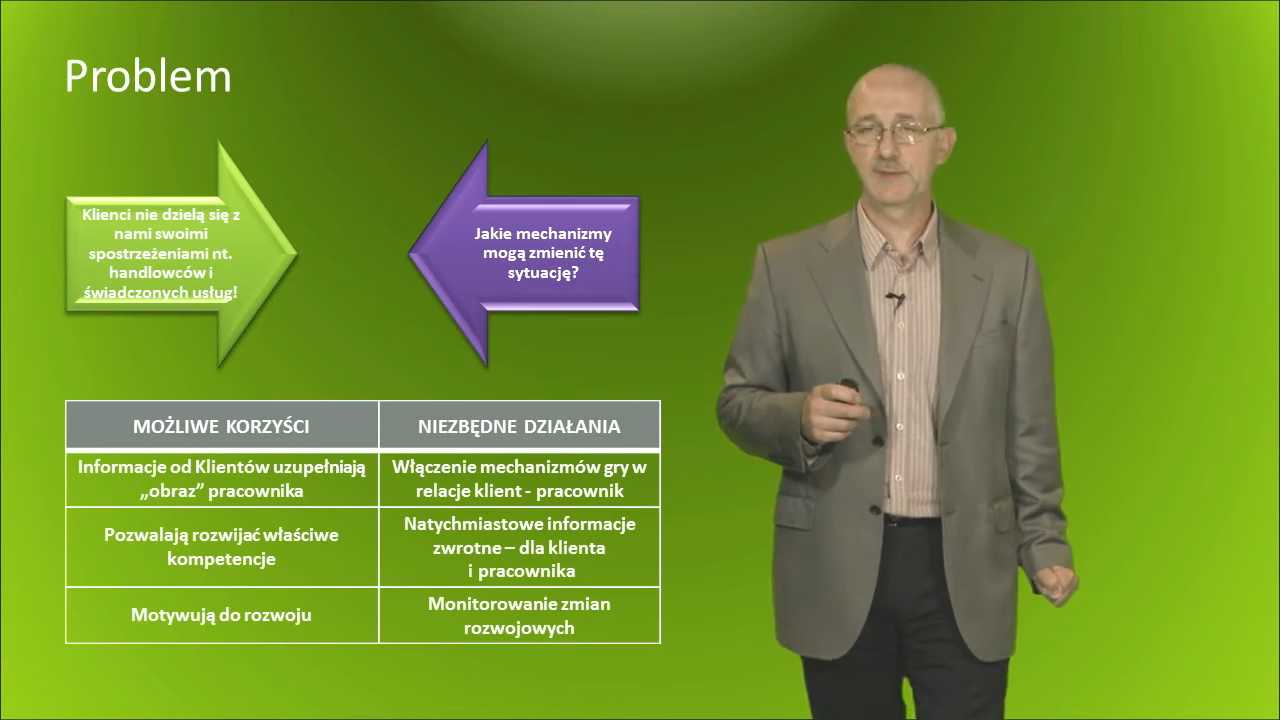 Problem
Klienci nie dzielą się z
nami swoimi
spostrzeżeniami nt.
handlowców i
świadczonych usług!
Jakie mechanizmy
mogą zmienić tę
sytuację?
MOŻLIWE KORZYŚCI
NIEZBĘDNE DZIAŁANIA
Informacje od Klientów uzupełniają
„obraz” pracownika
Włączenie mechanizmów gry w
relacje klient - pracownik
Pozwalają rozwijać właściwe
kompetencje
Natychmiastowe informacje
zwrotne – dla klienta
i pracownika
Motywują do rozwoju
Monitorowanie zmian
rozwojowych